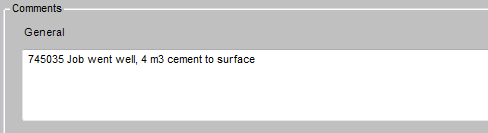 Comments
General
745035 Job went well, 4 m3 cement to surface